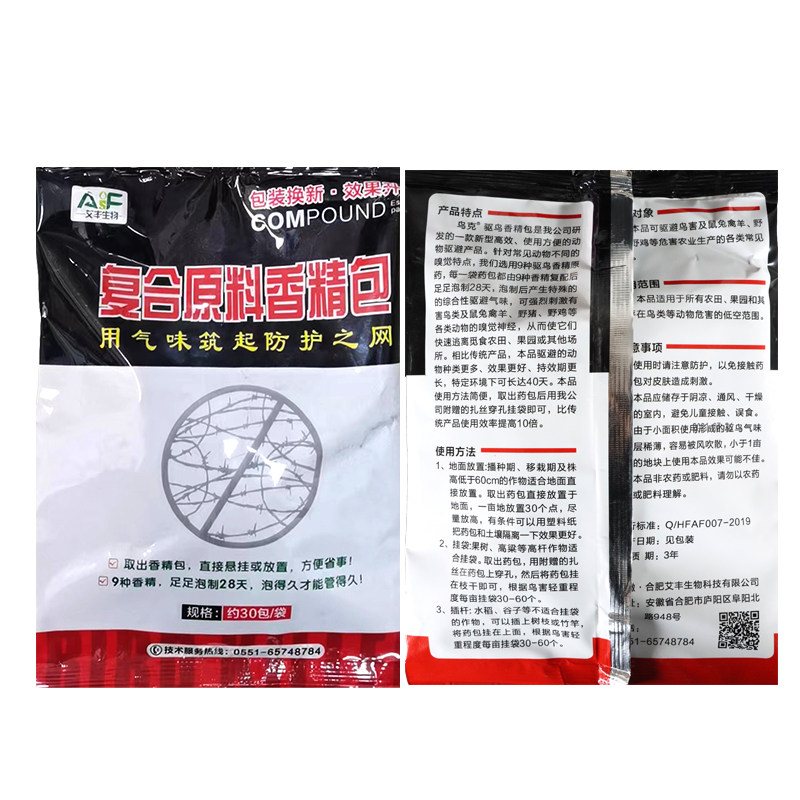 AsF
艾丰生物
包装换新·效果升
COMPOUND
Es
pa
复合原料香精包
用气味筑起防护之网
取出香精包，直接悬挂或放置，方便省事！
9种香精，足足泡制28天，泡得久才能管得久！
规格：约30包/袋
技术服务热线：0551-65748784
产品特点
鸟克®驱鸟香精包是我公司研
发的一款新型高效、使用方便的动
物驱避产品。针对常见动物不同的
嗅觉特点，我们选用9种驱鸟香精原
料，每一袋药包都由9种香精复配后
足足泡制28天，泡制后产生特殊的
的综合性驱避气味，可强烈刺激有
害鸟类及鼠兔禽羊、野猪、野鸡等
各类动物的嗅觉神经，从而使它们
快速逃离觅食农田、果园或其他场
所。相比传统产品，本品驱避的动
物种类更多、效果更好、持效期更
长，特定环境下可长达40天。本品
使用方法简便，取出药包后用我公
司附赠的扎丝穿孔挂袋即可，比传
统产品使用效率提高10倍。
使用方法
1、地面放置:播种期、移栽期及株
高低于60cm的作物适合地面直
接放置。取出药包直接放置于
地面，一亩地放置30个点，尽
量放高，有条件可以用塑料纸
把药包和土壤隔离一下效果更好。
2、挂袋:果树、高粱等高杆作物适
合挂袋。取出药包，用附赠的扎
丝在药包上穿孔，然后将药包挂
在枝干即可，根据鸟害轻重程
度每亩挂袋30-60个。
3、插杆:水稻、谷子等不适合挂袋
的作物，可以插上树枝或竹竿，
将药包挂在上面，根据鸟害轻
重程度每亩挂袋30-60个。
对象
本品可驱避鸟害及鼠兔禽羊、野
野鸡等危害农业生产的各类常见
范围
本品适用于所有农田、果园和其
在鸟类等动物危害的低空范围。
意事项
使用时请注意防护，以免接触药
包对皮肤造成刺激。
本品应储存于阴凉、通风、干燥
的室内，避免儿童接触、误食。
由于小面积使用形成的驱鸟气味
层稀薄，容易被风吹散，小于1亩
的地块上使用本品效果可能不佳。
本品非农药或肥料，请勿以农药
或肥料理解。
标准：Q/HFAF007-2019
日期：见包装
质 期：3年
合肥艾丰生物科技有限公司
安徽省合肥市庐阳区阜阳北
路948号
51-65748784